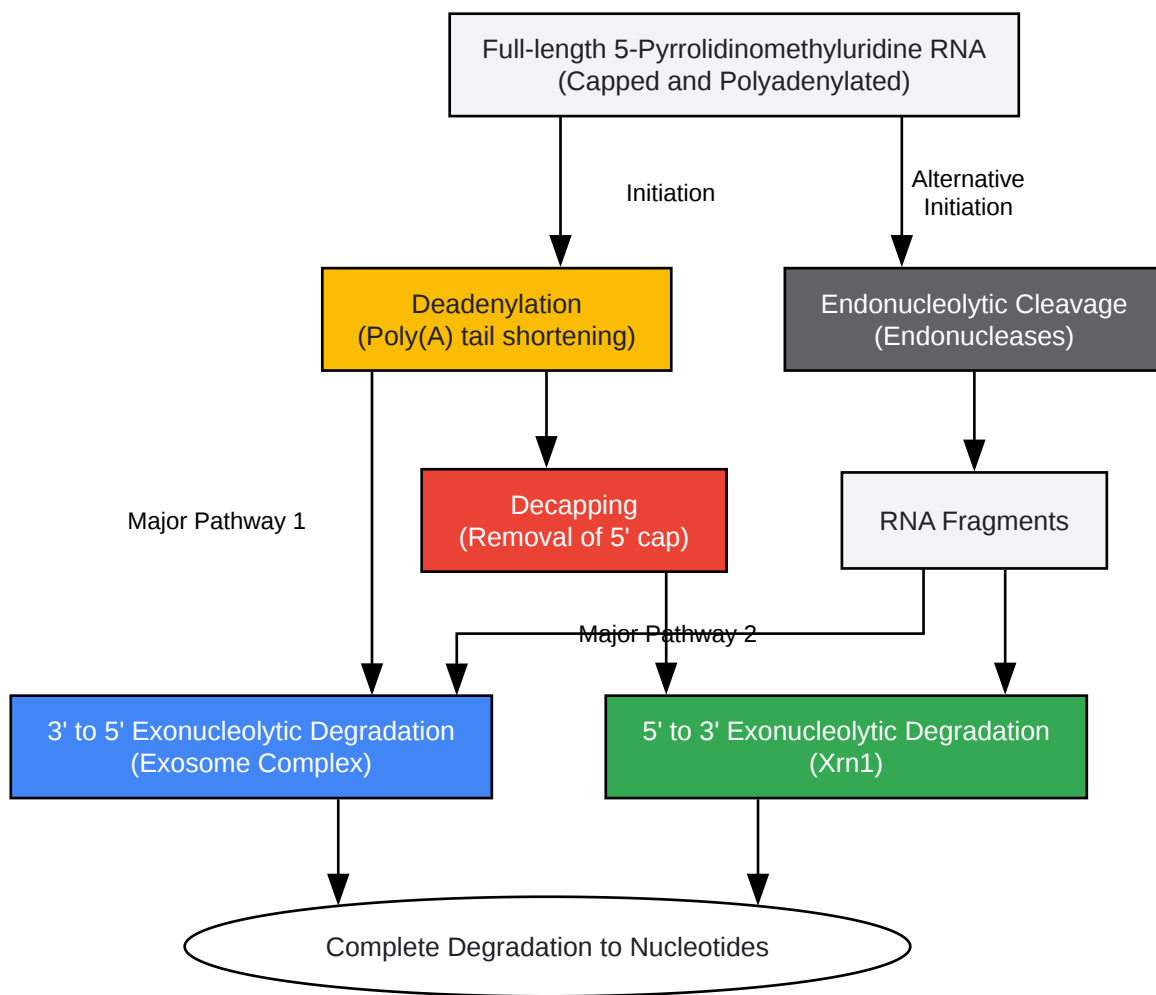 Full-length 5-Pyrrolidinomethyluridine RNA
(Capped and Polyadenylated)
Initiation
Alternative
Initiation
Deadenylation
(Poly(A) tail shortening)
Endonucleolytic Cleavage
(Endonucleases)
Major Pathway 1
Decapping
(Removal of 5' cap)
RNA Fragments
Major Pathway 2
3' to 5' Exonucleolytic Degradation
(Exosome Complex)
5' to 3' Exonucleolytic Degradation
(Xrn1)
Complete Degradation to Nucleotides